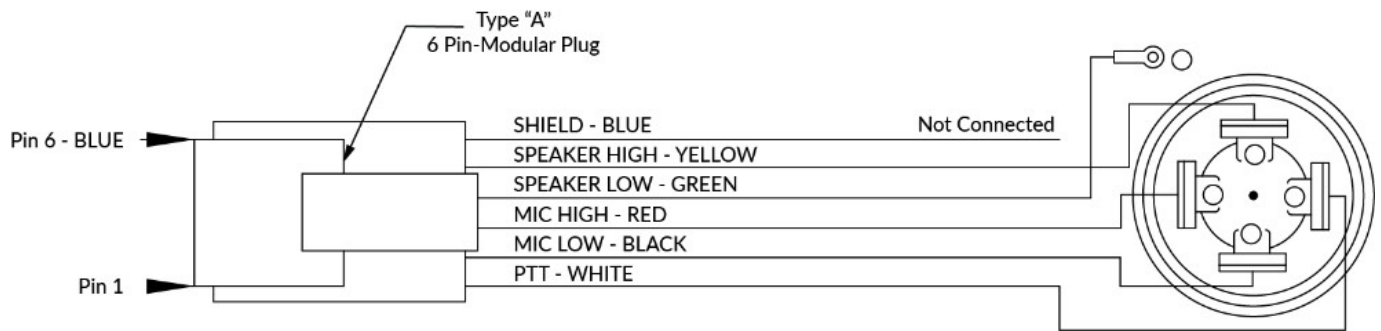 Type “A”
6 Pin-Modular Plug
Pin 6 - BLUE
SHIELD - BLUE
Not Connected
SPEAKER HIGH - YELLOW
SPEAKER LOW - GREEN
MIC HIGH - RED
MIC LOW - BLACK
PTT - WHITE
Pin 1